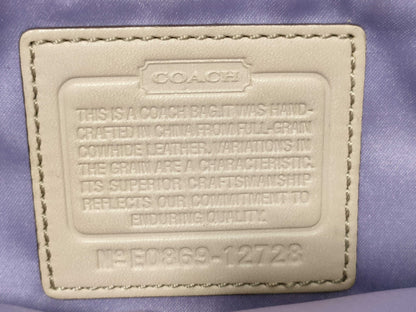 COACH
THIS IS A COACH BAG.IT WAS HAND-
CRAFTED IN CHINA FROM FULL-GRAIN
COWHIDE LEATHER. VARIATIONS IN
THE GRAIN ARE A CHARACTERISTIC.
ITS SUPERIOR CRAFTSMANSHIP
REFLECTS OUR COMMITMENT TO
ENDURING QUALITY.
Nº E0869-12728